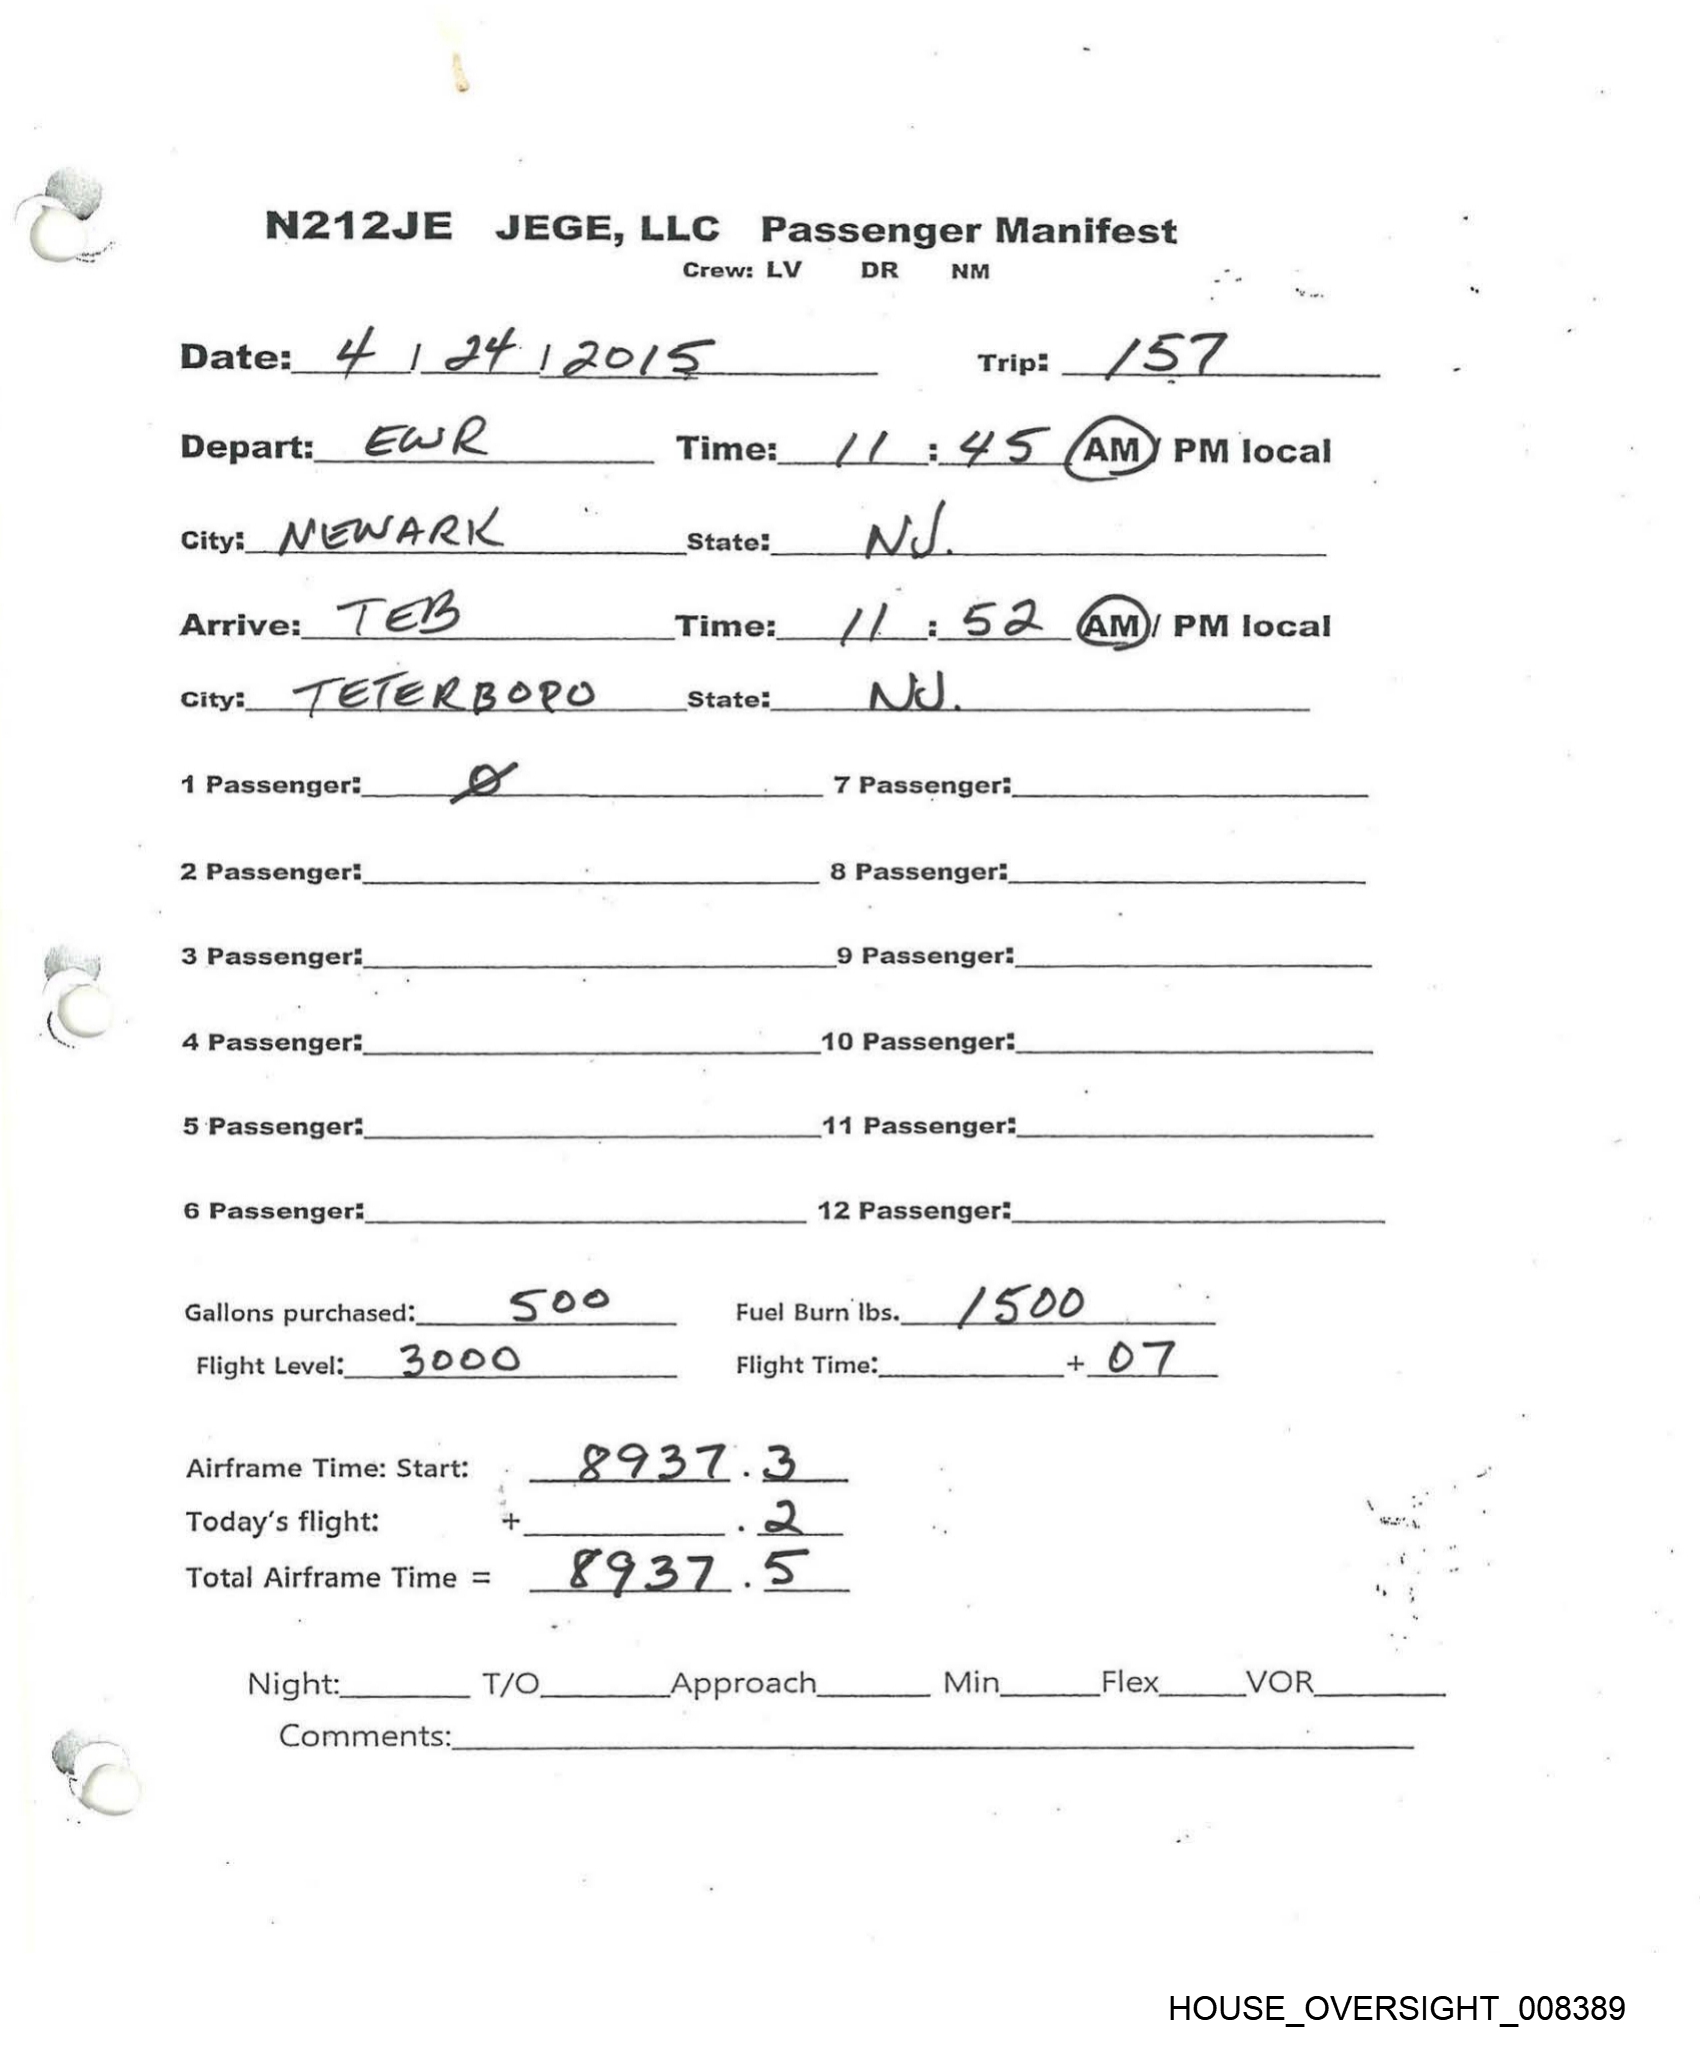 N212JE JEGE, LLC Passenger Manifest
Crew: LV DR NM
Date: 4 / 24 / 2015 Trip: 157
Depart: EWR Time: 11 : 45 AM / PM local
City: NEWARK State: NJ.
Arrive: TEB Time: 11 : 52 AM / PM local
City: TETERBORO State: NJ.
1 Passenger: Ø 7 Passenger:
2 Passenger: 8 Passenger:
3 Passenger: 9 Passenger:
4 Passenger: 10 Passenger:
5 Passenger: 11 Passenger:
6 Passenger: 12 Passenger:
Gallons purchased: 500 Fuel Burn lbs. 1500
Flight Level: 3000 Flight Time: + 07
Airframe Time: Start: 8937 . 3
Today's flight: + . 2
Total Airframe Time = 8937 . 5
Night: T/O Approach Min Flex VOR
Comments:
HOUSE_OVERSIGHT_008389